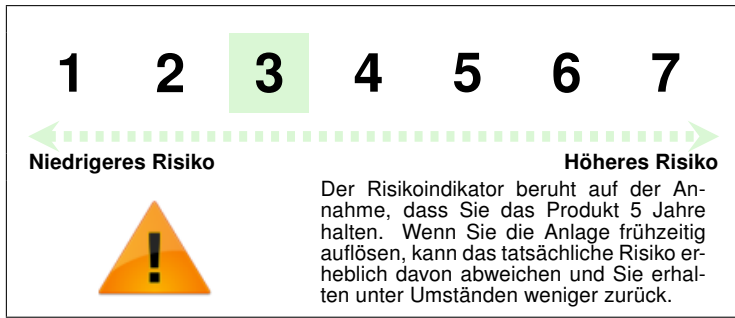 1 2 3 4 5 6 7
Niedrigeres Risiko Höheres Risiko
Der Risikoindikator beruht auf der An-
nahme, dass Sie das Produkt 5 Jahre
halten. Wenn Sie die Anlage frühzeitig
auflösen, kann das tatsächliche Risiko er-
heblich davon abweichen und Sie erhal-
ten unter Umständen weniger zurück.
!